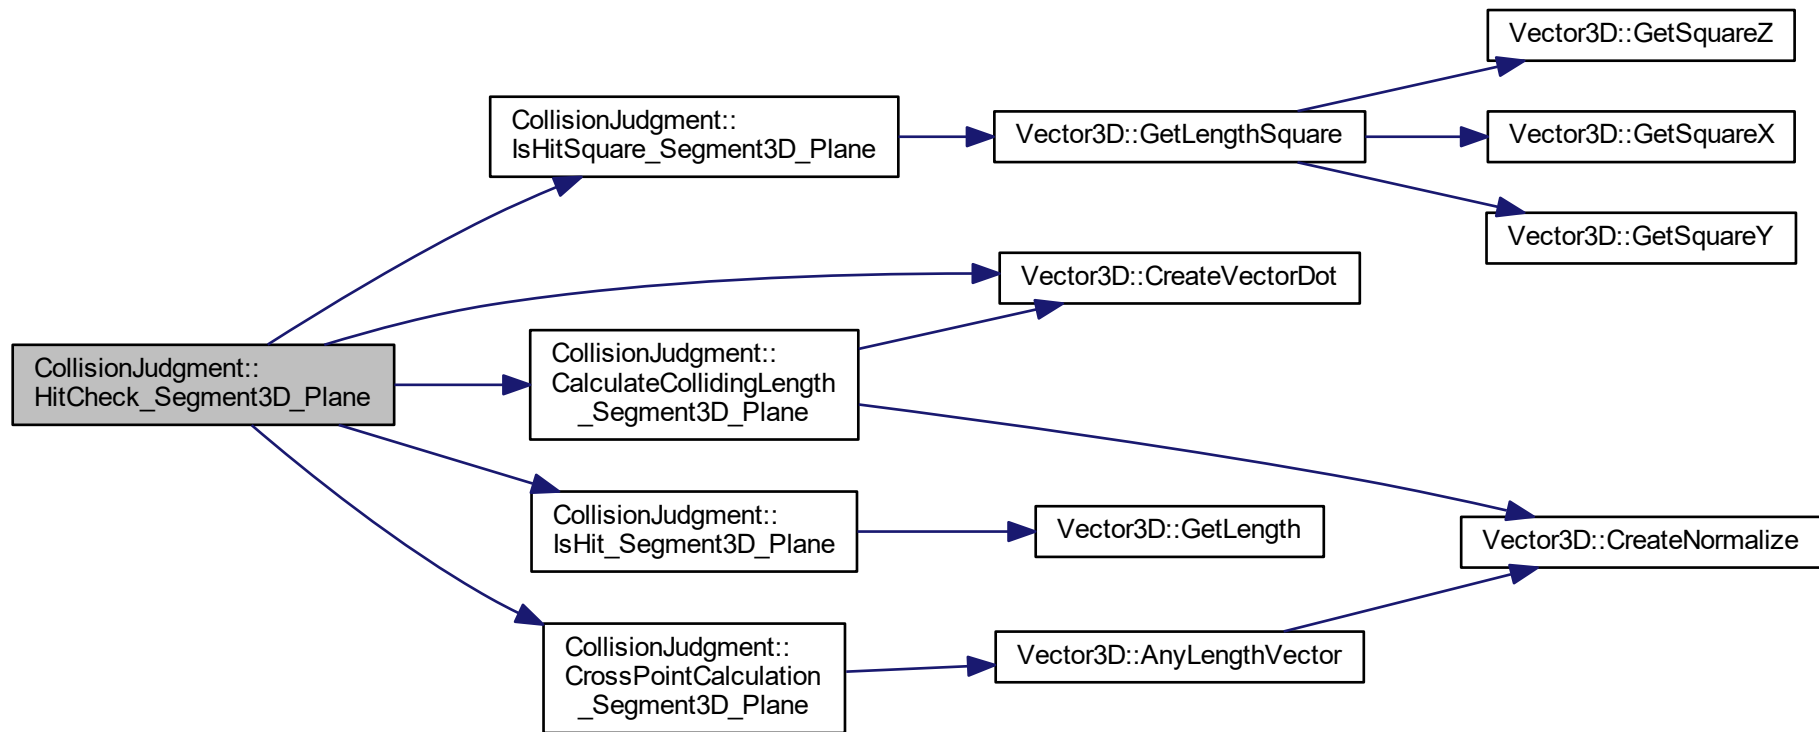 CollisionJudgment::
HitCheck_Segment3D_Plane
CollisionJudgment::
IsHitSquare_Segment3D_Plane
Vector3D::GetLengthSquare
Vector3D::GetSquareZ
Vector3D::GetSquareX
Vector3D::GetSquareY
Vector3D::CreateVectorDot
CollisionJudgment::
CalculateCollidingLength
_Segment3D_Plane
CollisionJudgment::
IsHit_Segment3D_Plane
Vector3D::GetLength
Vector3D::CreateNormalize
CollisionJudgment::
CrossPointCalculation
_Segment3D_Plane
Vector3D::AnyLengthVector